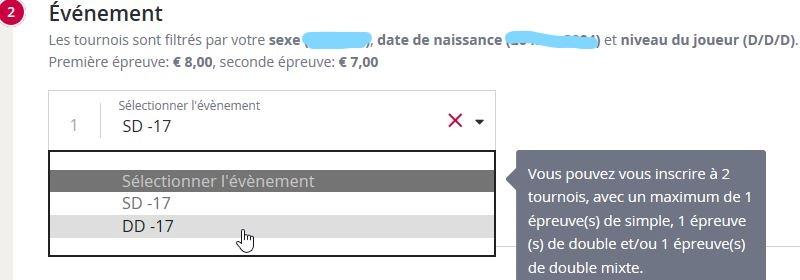 2
Événement
Les tournois sont filtrés par votre sexe ( ), date de naissance ( ) et niveau du joueur (D/D/D).
Première épreuve: € 8,00, seconde épreuve: € 7,00
1
Sélectionner l'évènement
SD -17
Sélectionner l'évènement
SD -17
DD -17
Vous pouvez vous inscrire à 2
tournois, avec un maximum de 1
épreuve(s) de simple, 1 épreuve
(s) de double et/ou 1 épreuve(s)
de double mixte.